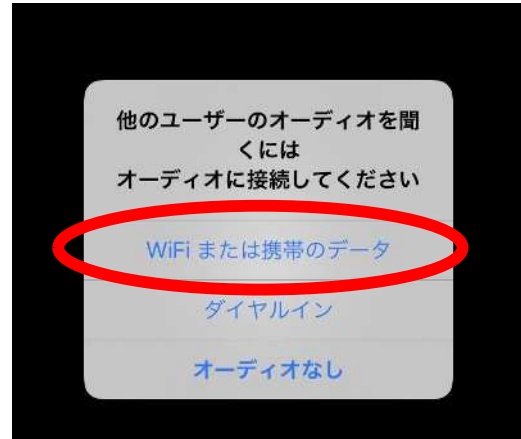 他のユーザーのオーディオを聞
くには
オーディオに接続してください
WiFi または携帯のデータ
ダイヤルイン
オーディオなし